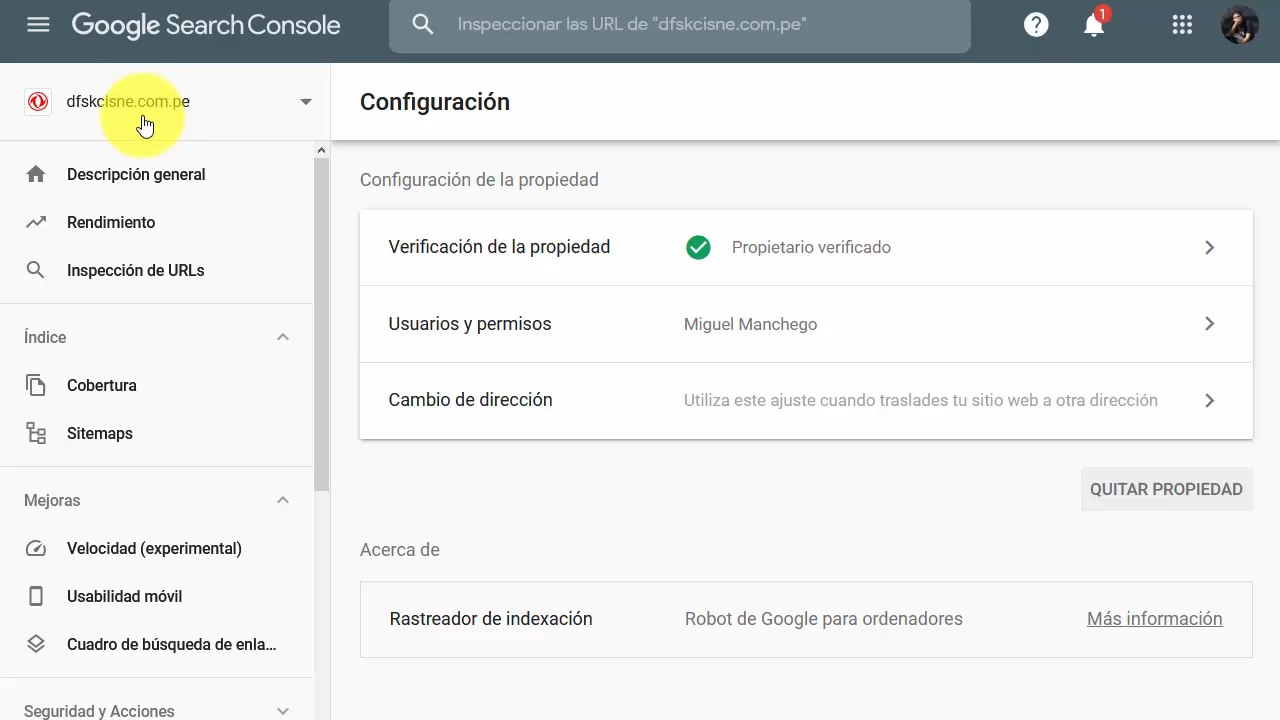 Google Search Console
Inspeccionar las URL de "dfskcisne.com.pe"
1
dfskcisne.com.pe
Configuración
Descripción general
Rendimiento
Inspección de URLs
Índice
Cobertura
Sitemaps
Mejoras
Velocidad (experimental)
Usabilidad móvil
Cuadro de búsqueda de enla...
Seguridad y Acciones
Configuración de la propiedad
Verificación de la propiedad Propietario verificado
Usuarios y permisos Miguel Manchego
Cambio de dirección Utiliza este ajuste cuando traslades tu sitio web a otra dirección
QUITAR PROPIEDAD
Acerca de
Rastreador de indexación Robot de Google para ordenadores Más información